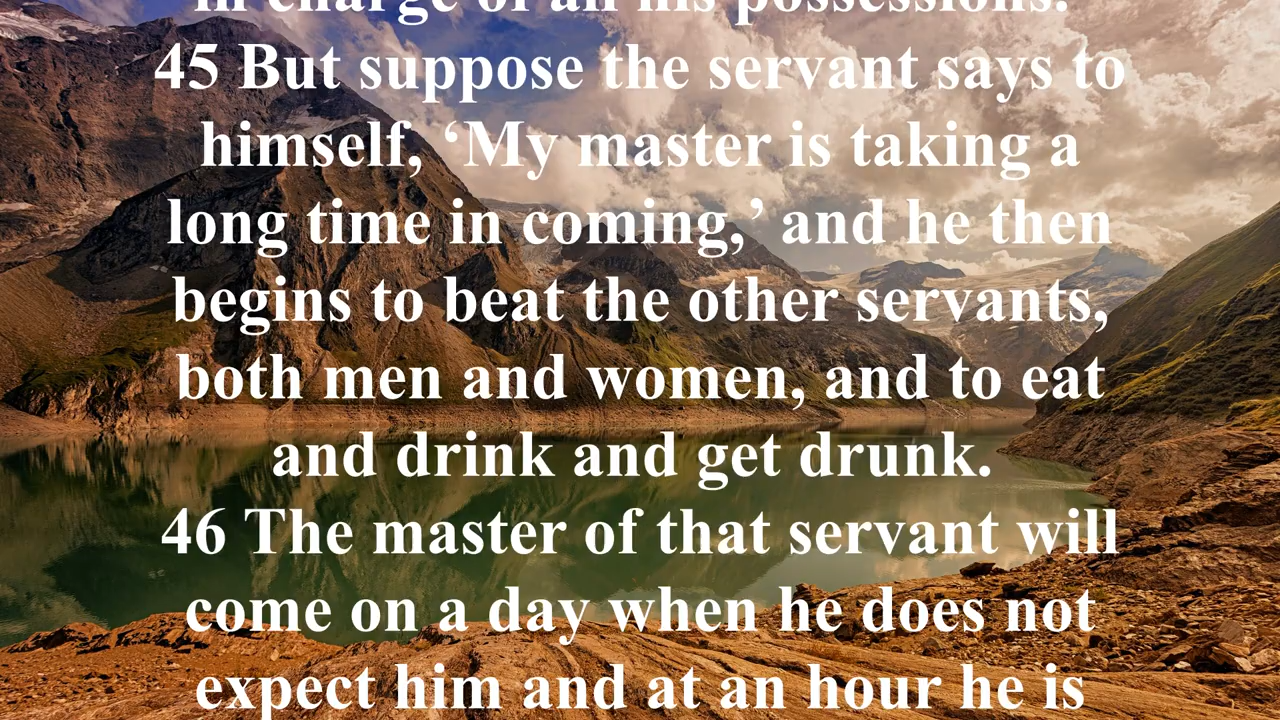 in charge of all his possessions.
45 But suppose the servant says to
himself, ‘My master is taking a
long time in coming,’ and he then
begins to beat the other servants,
both men and women, and to eat
and drink and get drunk.
46 The master of that servant will
come on a day when he does not
expect him and at an hour he is